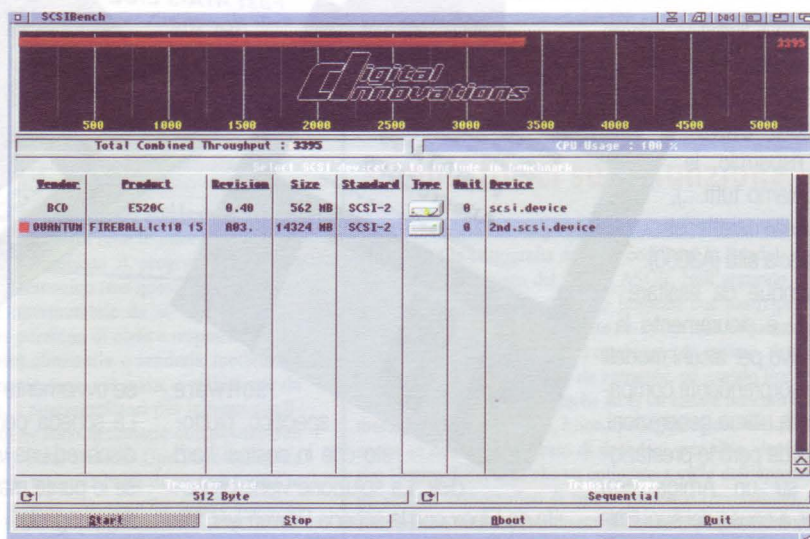 SCSIBench
3395
Digital
Innovations
500 1000 1500 2000 2500 3000 3500 4000 4500 5000
Total Combined Throughput : 3395
CPU Usage : 100 %
Select SCSI device(s) to include in benchmark
Vendor Product Revision Size Standard Type Unit Device
BCD E520C 0.40 562 MB SCSI-2 0 scsi.device
QUANTUM FIREBALLlct10 15 A03. 14324 MB SCSI-2 0 2nd.scsi.device
Transfer Size
512 Byte
Transfer Type
Sequential
Start Stop About Quit